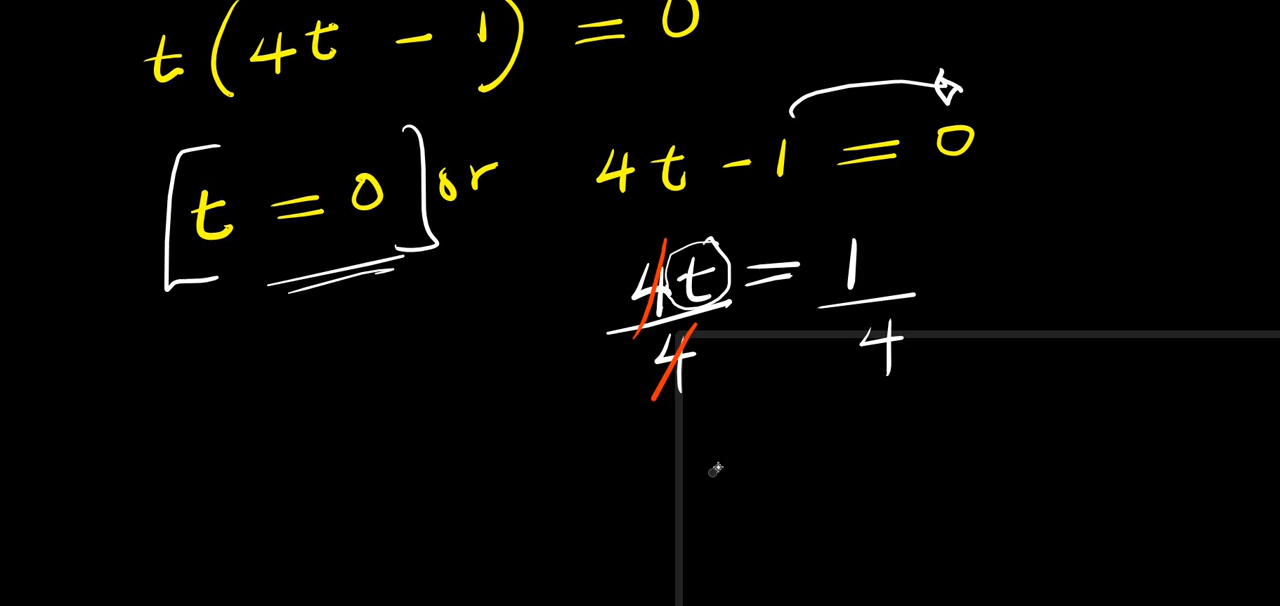 t(4t - 1) = 0
[t = 0] or 4t - 1 = 0
4t/4 = 1/4